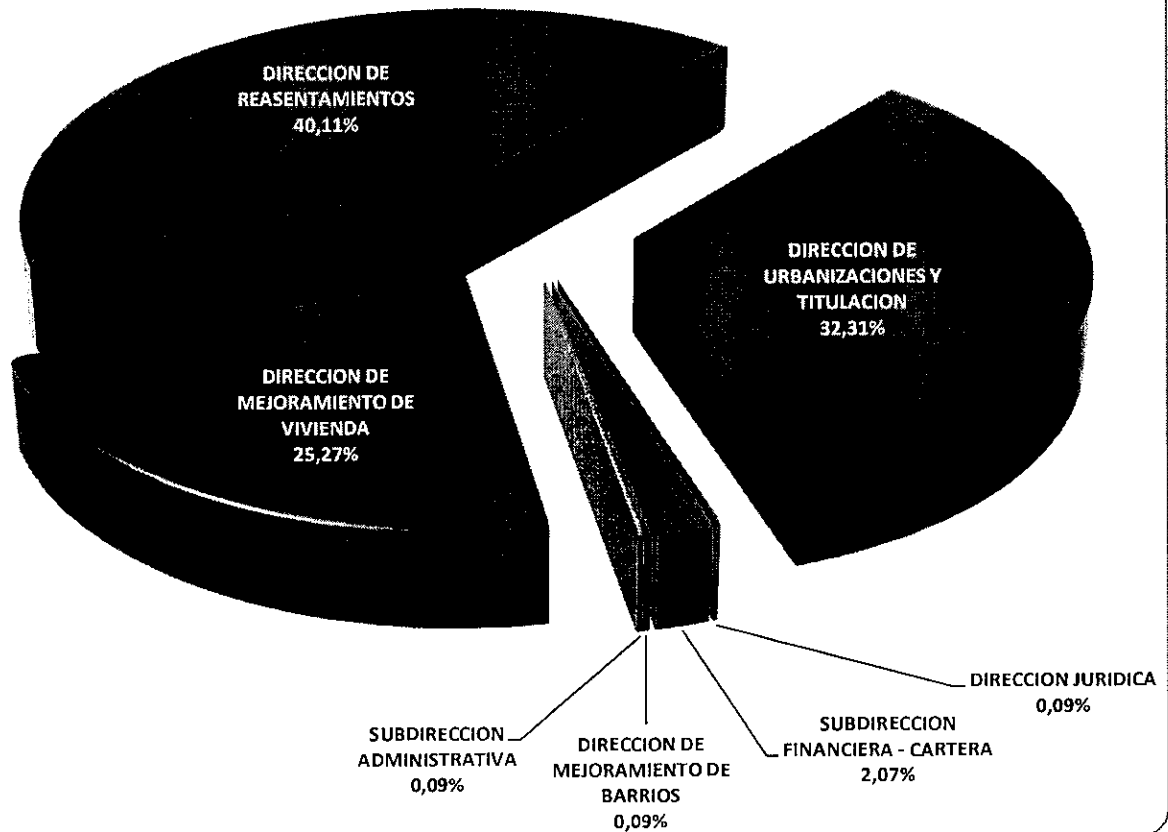 DIRECCION DE
REASENTAMIENTOS
40,11%
DIRECCION DE
URBANIZACIONES Y
TITULACION
32,31%
DIRECCION DE
MEJORAMIENTO DE
VIVIENDA
25,27%
DIRECCION JURIDICA
0,09%
SUBDIRECCION
FINANCIERA - CARTERA
2,07%
DIRECCION DE
MEJORAMIENTO DE
BARRIOS
0,09%
SUBDIRECCION
ADMINISTRATIVA
0,09%